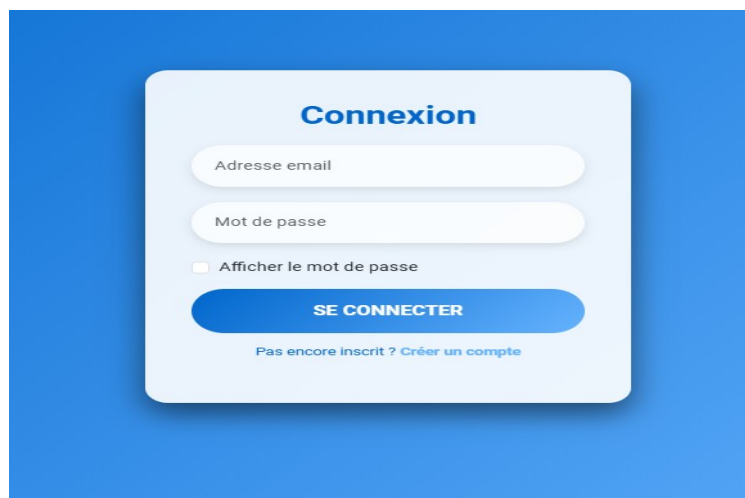 Connexion
Adresse email
Mot de passe
Afficher le mot de passe
SE CONNECTER
Pas encore inscrit ? Créer un compte